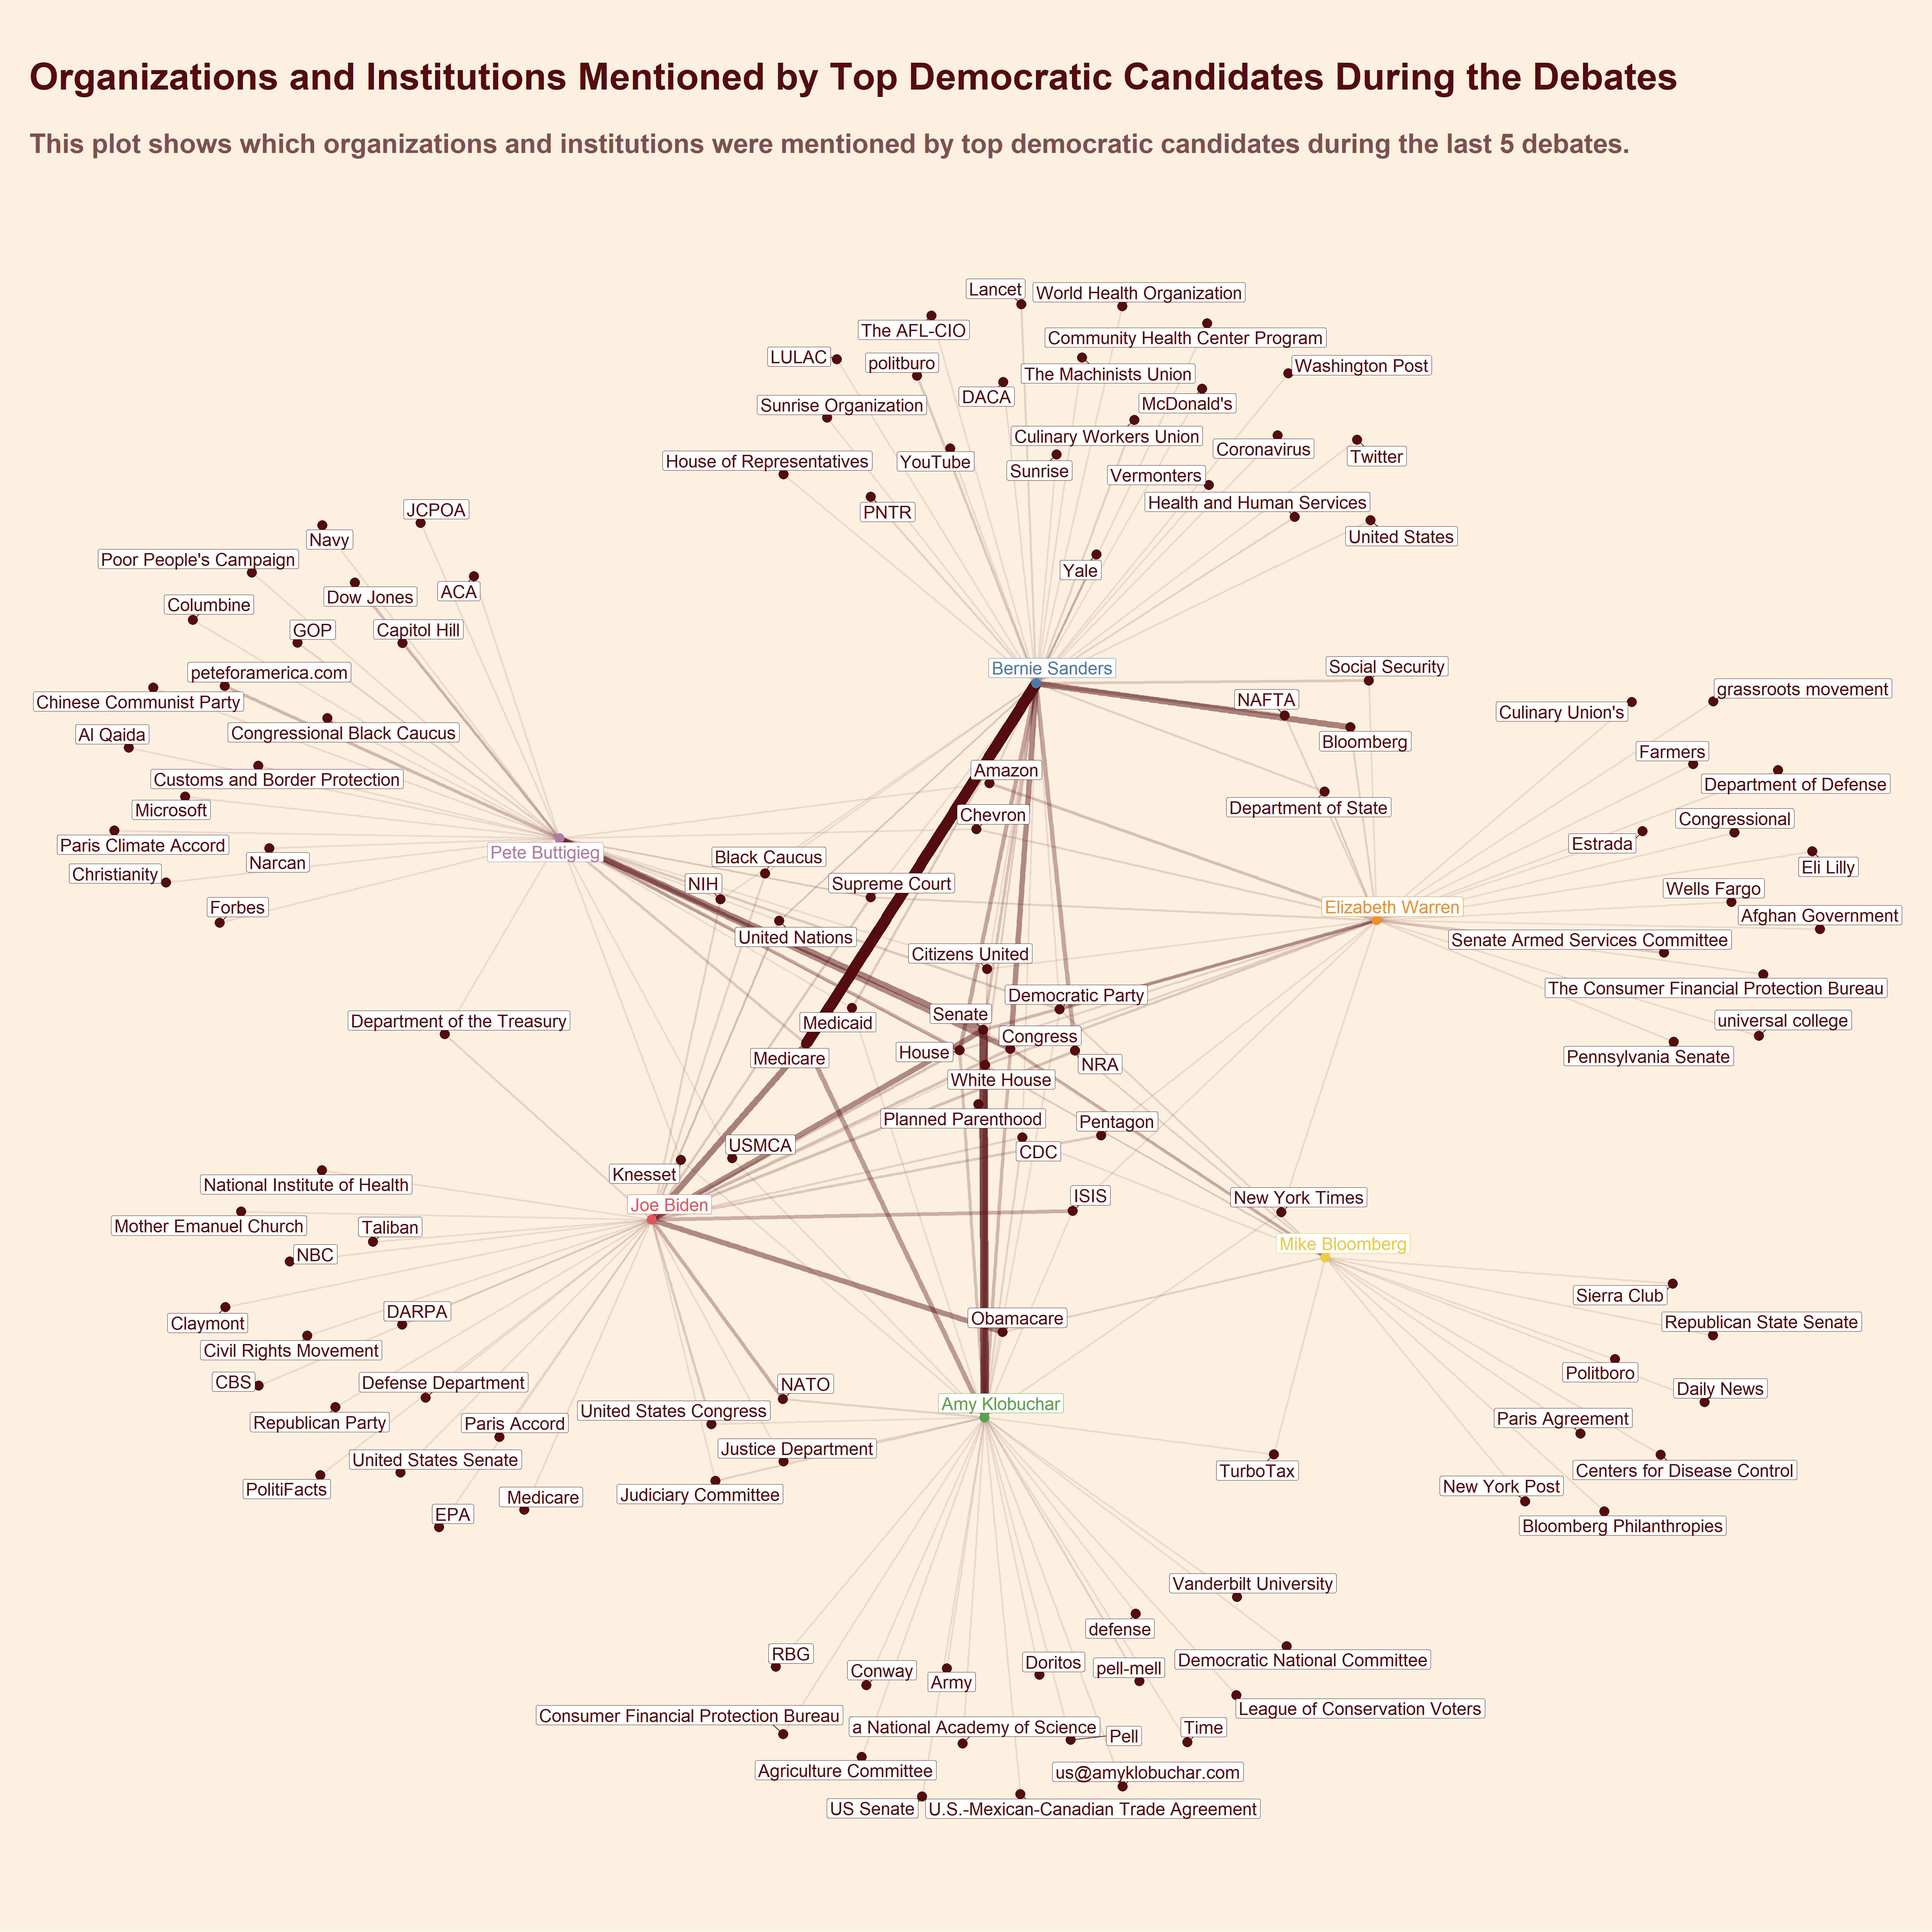 Organizations and Institutions Mentioned by Top Democratic Candidates During the Debates
This plot shows which organizations and institutions were mentioned by top democratic candidates during the last 5 debates.
Lancet
World Health Organization
The AFL-CIO
Community Health Center Program
LULAC
politburo
Washington Post
The Machinists Union
DACA
McDonald's
Sunrise Organization
Culinary Workers Union
Coronavirus
Twitter
House of Representatives
YouTube
Sunrise
Vermonters
Health and Human Services
PNTR
United States
Yale
JCPOA
Navy
Poor People's Campaign
ACA
Dow Jones
Columbine
GOP
Capitol Hill
peteforamerica.com
Chinese Communist Party
Al Qaida
Congressional Black Caucus
Customs and Border Protection
Microsoft
Paris Climate Accord
Narcan
Christianity
Forbes
Pete Buttigieg
Bernie Sanders
Social Security
NAFTA
Bloomberg
Department of State
Culinary Union's
grassroots movement
Farmers
Department of Defense
Congressional
Estrada
Eli Lilly
Wells Fargo
Afghan Government
Elizabeth Warren
Senate Armed Services Committee
The Consumer Financial Protection Bureau
universal college
Pennsylvania Senate
Amazon
Chevron
Black Caucus
NIH
Supreme Court
United Nations
Citizens United
Democratic Party
Senate
Medicaid
Department of the Treasury
Congress
House
Medicare
NRA
White House
Planned Parenthood
Pentagon
CDC
USMCA
Knesset
Joe Biden
ISIS
New York Times
Mike Bloomberg
National Institute of Health
Mother Emanuel Church
Taliban
NBC
Claymont
DARPA
Civil Rights Movement
CBS
Defense Department
Republican Party
Paris Accord
United States Senate
PolitiFacts
Medicare
EPA
Obamacare
NATO
Amy Klobuchar
United States Congress
Justice Department
Judiciary Committee
TurboTax
Sierra Club
Republican State Senate
Politboro
Daily News
Paris Agreement
Centers for Disease Control
New York Post
Bloomberg Philanthropies
Vanderbilt University
defense
RBG
Conway
Army
Doritos
pell-mell
Democratic National Committee
League of Conservation Voters
Consumer Financial Protection Bureau
a National Academy of Science
Pell
Time
Agriculture Committee
us@amyklobuchar.com
US Senate
U.S.-Mexican-Canadian Trade Agreement